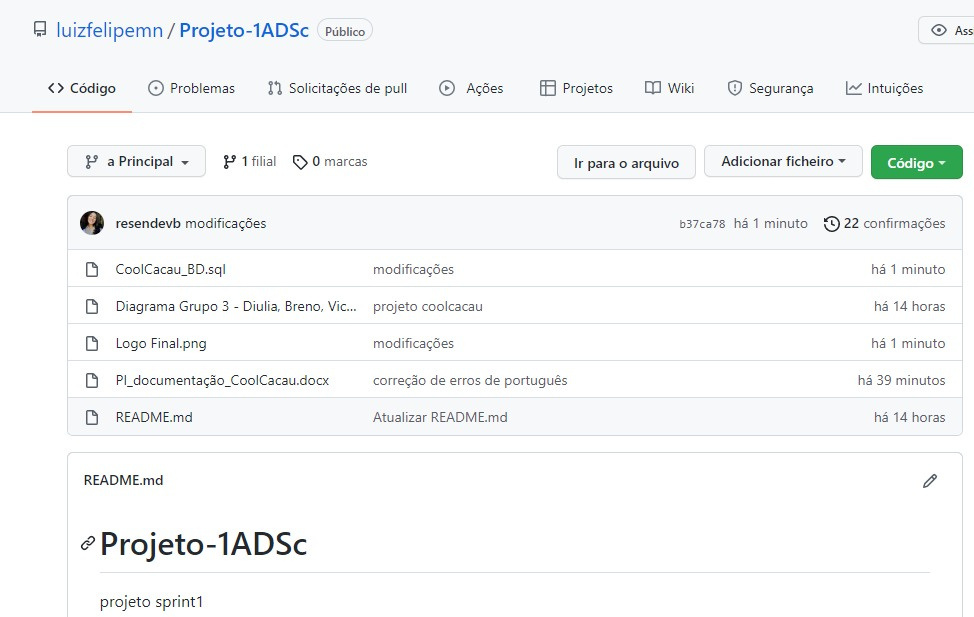 luizfelipemn / Projeto-1ADSc Público
Código Problemas Solicitações de pull Ações Projetos Wiki Segurança Intuições
a Principal 1 filial 0 marcas Ir para o arquivo Adicionar ficheiro Código
resendevb modificações b37ca78 há 1 minuto 22 confirmações
CoolCacau_BD.sql modificações há 1 minuto
Diagrama Grupo 3 - Diulia, Breno, Vic... projeto coolcacau há 14 horas
Logo Final.png modificações há 1 minuto
PI_documentação_CoolCacau.docx correção de erros de português há 39 minutos
README.md Atualizar README.md há 14 horas
README.md
Projeto-1ADSc
projeto sprint1